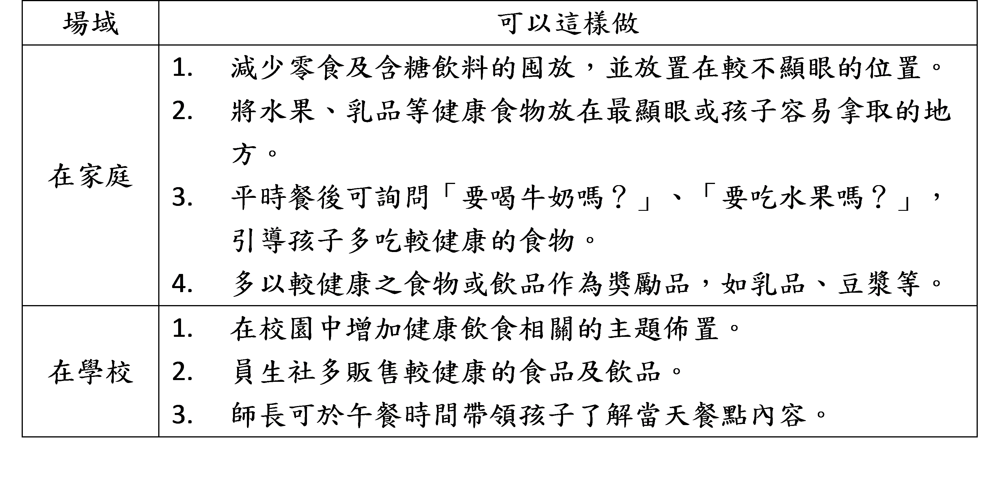 場域
可以這樣做
在家庭
1. 減少零食及含糖飲料的囤放，並放置在較不顯眼的位置。
2. 將水果、乳品等健康食物放在最顯眼或孩子容易拿取的地
方。
3. 平時餐後可詢問「要喝牛奶嗎？」、「要吃水果嗎？」，
引導孩子多吃較健康的食物。
4. 多以較健康之食物或飲品作為獎勵品，如乳品、豆漿等。
在學校
1. 在校園中增加健康飲食相關的主題佈置。
2. 員生社多販售較健康的食品及飲品。
3. 師長可於午餐時間帶領孩子了解當天餐點內容。